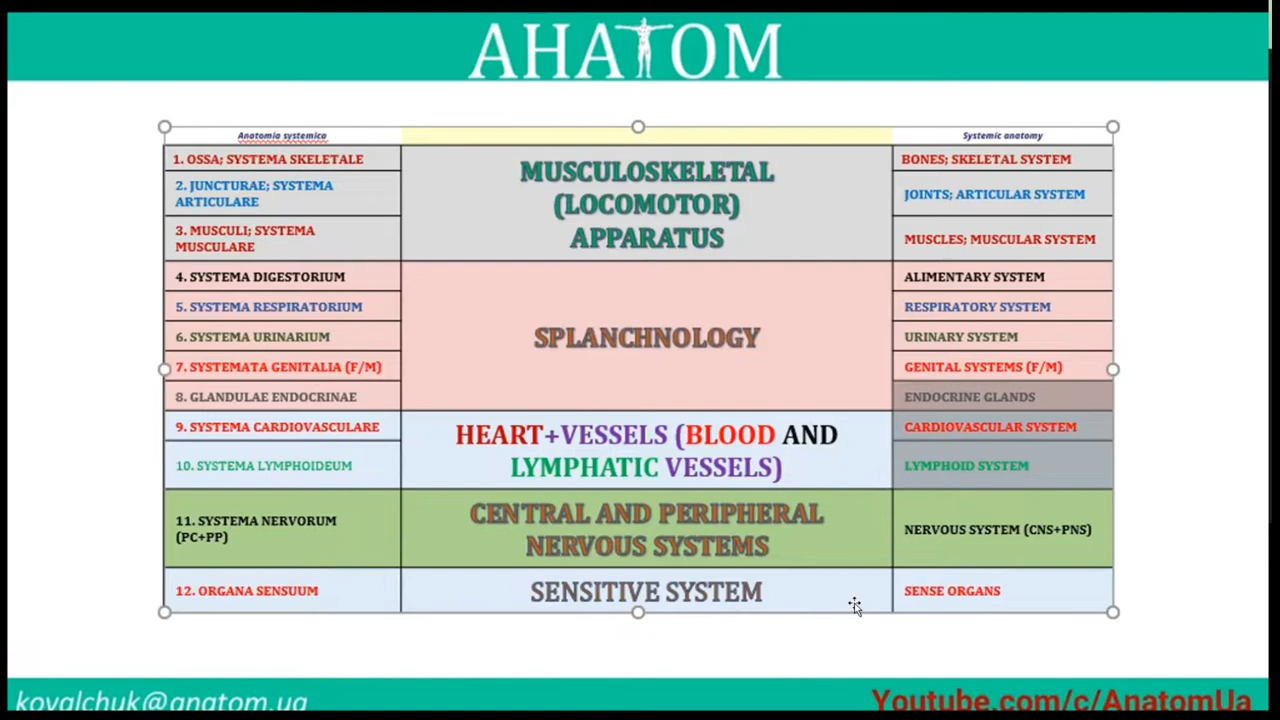 АНАТОМ
Anatomia systemica
Systemic anatomy
1. OSSA; SYSTEMA SKELETALE
MUSCULOSKELETAL
(LOCOMOTOR)
APPARATUS
BONES; SKELETAL SYSTEM
2. JUNCTURAE; SYSTEMA
ARTICULARE
JOINTS; ARTICULAR SYSTEM
3. MUSCULI; SYSTEMA
MUSCULARE
MUSCLES; MUSCULAR SYSTEM
4. SYSTEMA DIGESTORIUM
SPLANCHNOLOGY
ALIMENTARY SYSTEM
5. SYSTEMA RESPIRATORIUM
RESPIRATORY SYSTEM
6. SYSTEMA URINARIUM
URINARY SYSTEM
7. SYSTEMATA GENITALIA (F/M)
GENITAL SYSTEMS (F/M)
8. GLANDULAE ENDOCRINAE
ENDOCRINE GLANDS
9. SYSTEMA CARDIOVASCULARE
HEART+VESSELS (BLOOD AND
LYMPHATIC VESSELS)
CARDIOVASCULAR SYSTEM
10. SYSTEMA LYMPHOIDEUM
LYMPHOID SYSTEM
11. SYSTEMA NERVORUM
(PC+PP)
CENTRAL AND PERIPHERAL
NERVOUS SYSTEMS
NERVOUS SYSTEM (CNS+PNS)
12. ORGANA SENSUUM
SENSITIVE SYSTEM
SENSE ORGANS
kovalchuk@anatom.ua
Youtube.com/c/AnatomUa